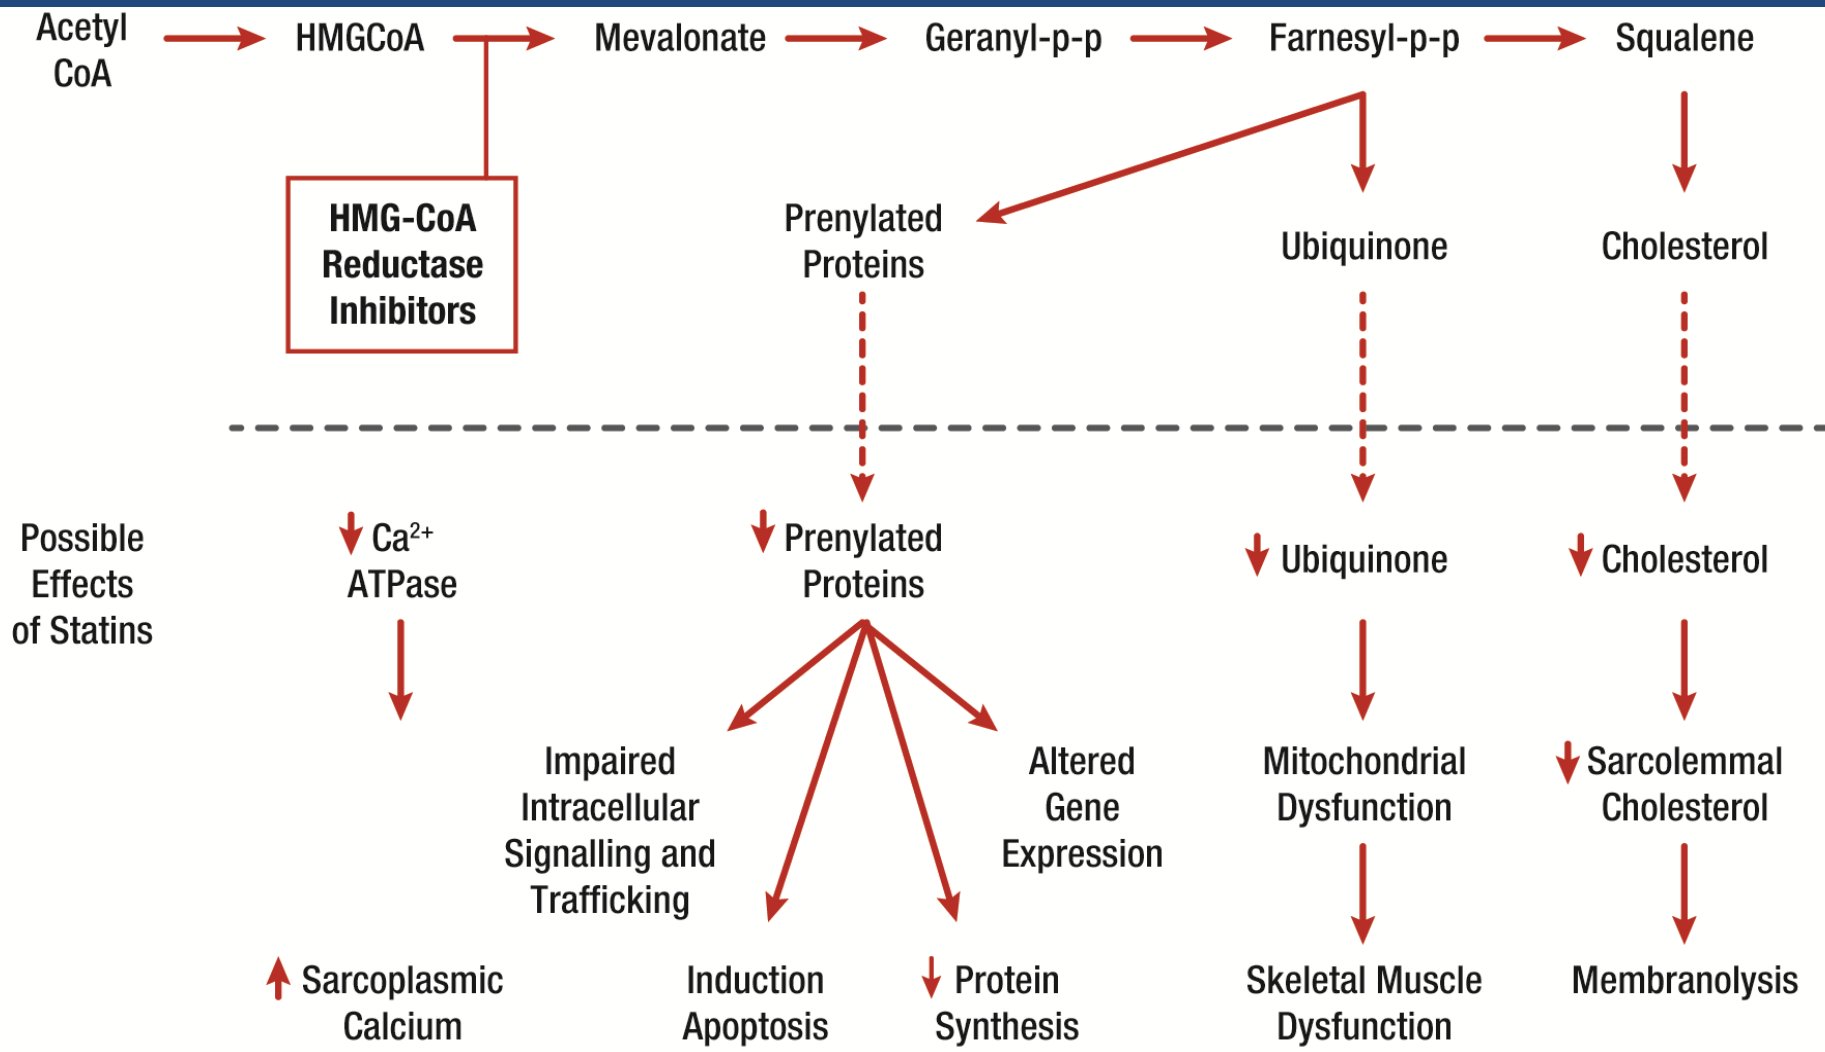 Acetyl
CoA
HMGCoA
Mevalonate
Geranyl-p-p
Farnesyl-p-p
Squalene
HMG-CoA
Reductase
Inhibitors
Prenylated
Proteins
Ubiquinone
Cholesterol
Possible
Effects
of Statins
Ca²⁺
ATPase
Prenylated
Proteins
Ubiquinone
Cholesterol
Impaired
Intracellular
Signalling and
Trafficking
Altered
Gene
Expression
Mitochondrial
Dysfunction
Sarcolemmal
Cholesterol
Sarcoplasmic
Calcium
Induction
Apoptosis
Protein
Synthesis
Skeletal Muscle
Dysfunction
Membranolysis